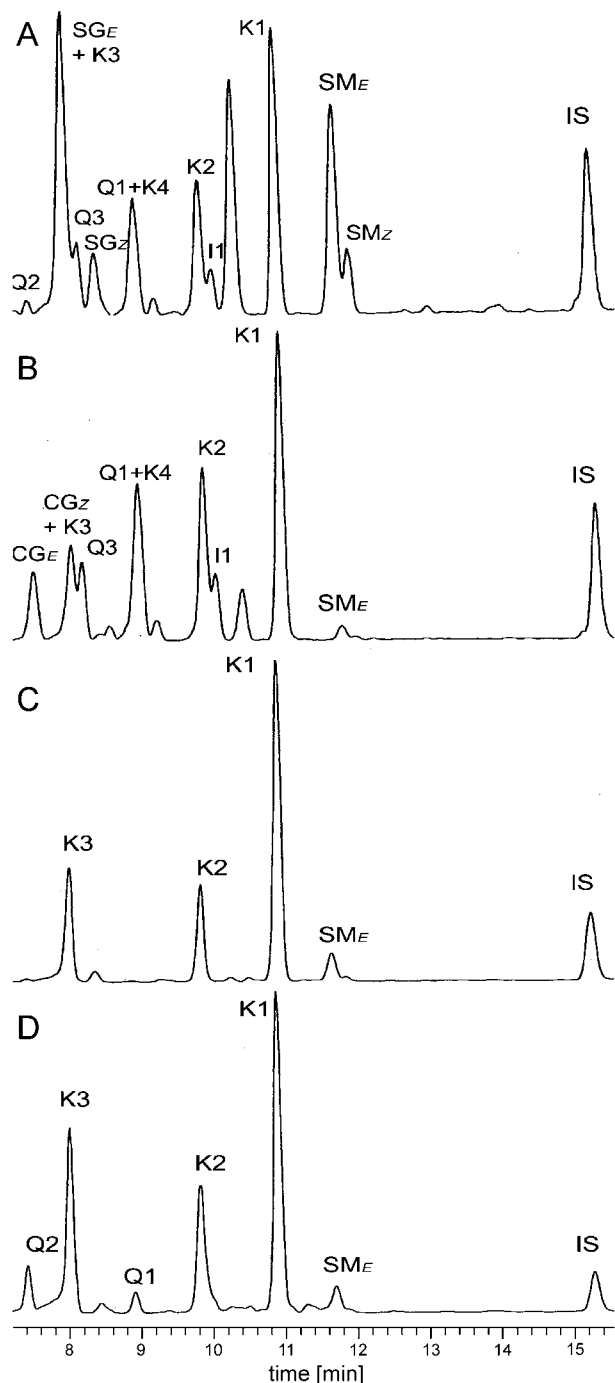 A
SGE
+ K3
K1
SME
IS
Q1+K4
K2
Q3
SGZ
I1
SMZ
Q2
B
K1
K2
Q1+K4
IS
CGZ
+ K3
Q3
CGE
I1
SME
C
K1
K3
K2
IS
SME
D
K1
K3
K2
Q2
Q1
SME
IS
8 9 10 11 12 13 14 15
time [min]